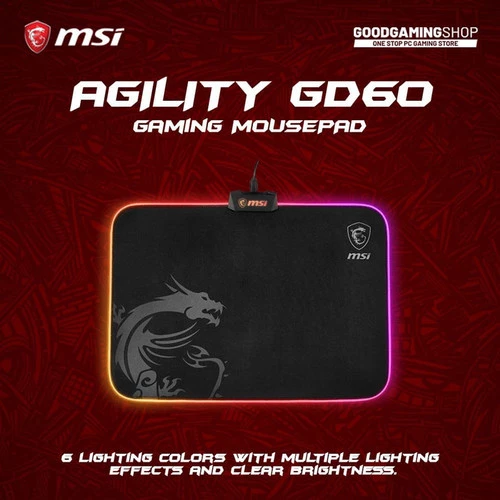 msi
GOODGAMINGSHOP
ONE STOP PC GAMING STORE
AGILITY GD60
GAMING MOUSEPAD
msi
msi
6 LIGHTING COLORS WITH MULTIPLE LIGHTING
EFFECTS AND CLEAR BRIGHTNESS.